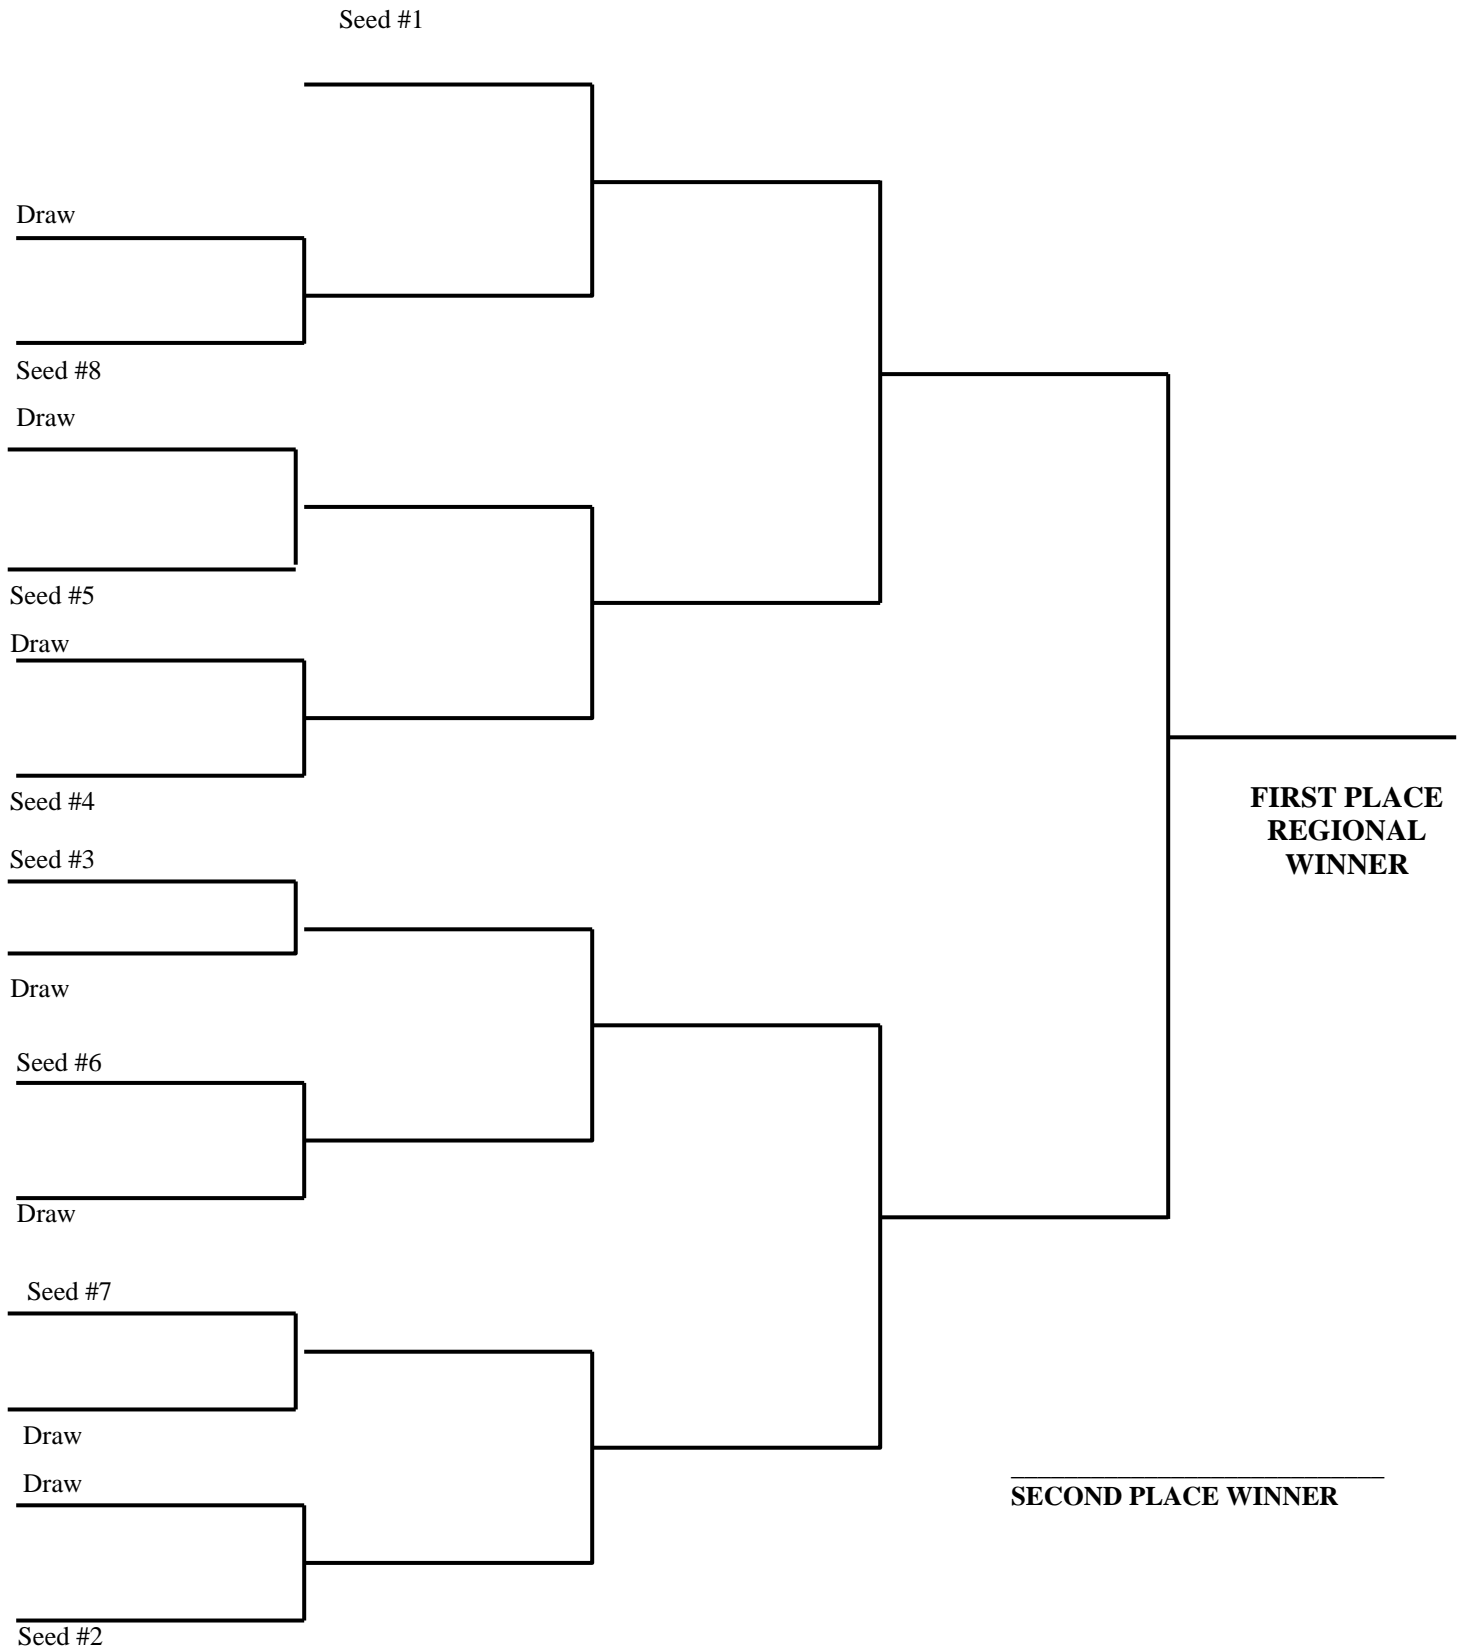 Seed #1
Draw
Seed #8
Draw
Seed #5
Draw
Seed #4
Seed #3
Draw
Seed #6
Draw
Seed #7
Draw
Draw
Seed #2
FIRST PLACE
REGIONAL
WINNER
SECOND PLACE WINNER